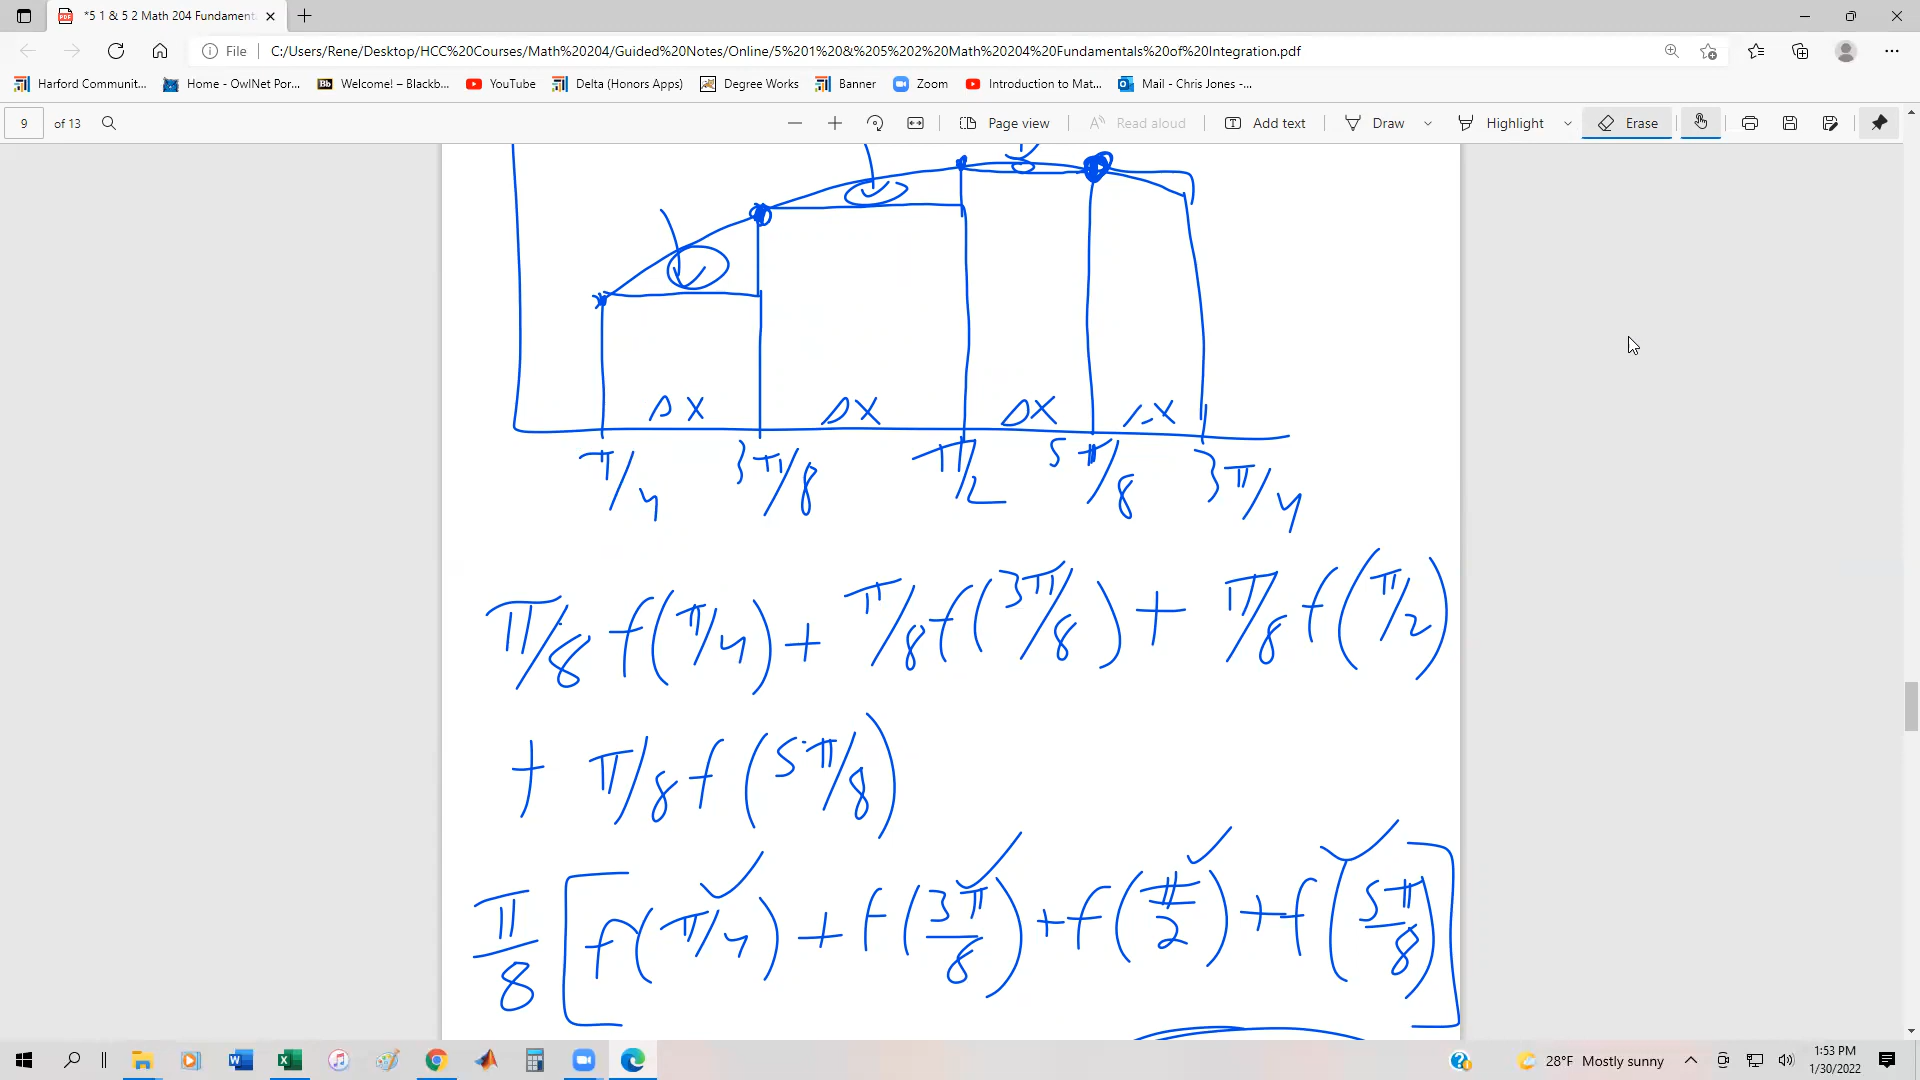 *5 1 & 5 2 Math 204 Fundament
File C:/Users/Rene/Desktop/HCC%20Courses/Math%20204/Guided%20Notes/Online/5%201%20&%205%202%20Math%20204%20Fundamentals%20of%20Integration.pdf
Harford Communit... Home - OwlNet Por... Bb Welcome! – Blackb... YouTube Delta (Honors Apps) Degree Works Banner Zoom Introduction to Mat... Mail - Chris Jones -...
9 of 13 Page view Read aloud Add text Draw Highlight Erase
Δx Δx Δx Δx
π/4 3π/8 π/2 5π/8 3π/4
π/8 f(π/4) + π/8 f(3π/8) + π/8 f(π/2)
+ π/8 f(5π/8)
π/8 [f(π/4) + f(3π/8) + f(π/2) + f(5π/8)]
28°F Mostly sunny 1:53 PM
1/30/2022